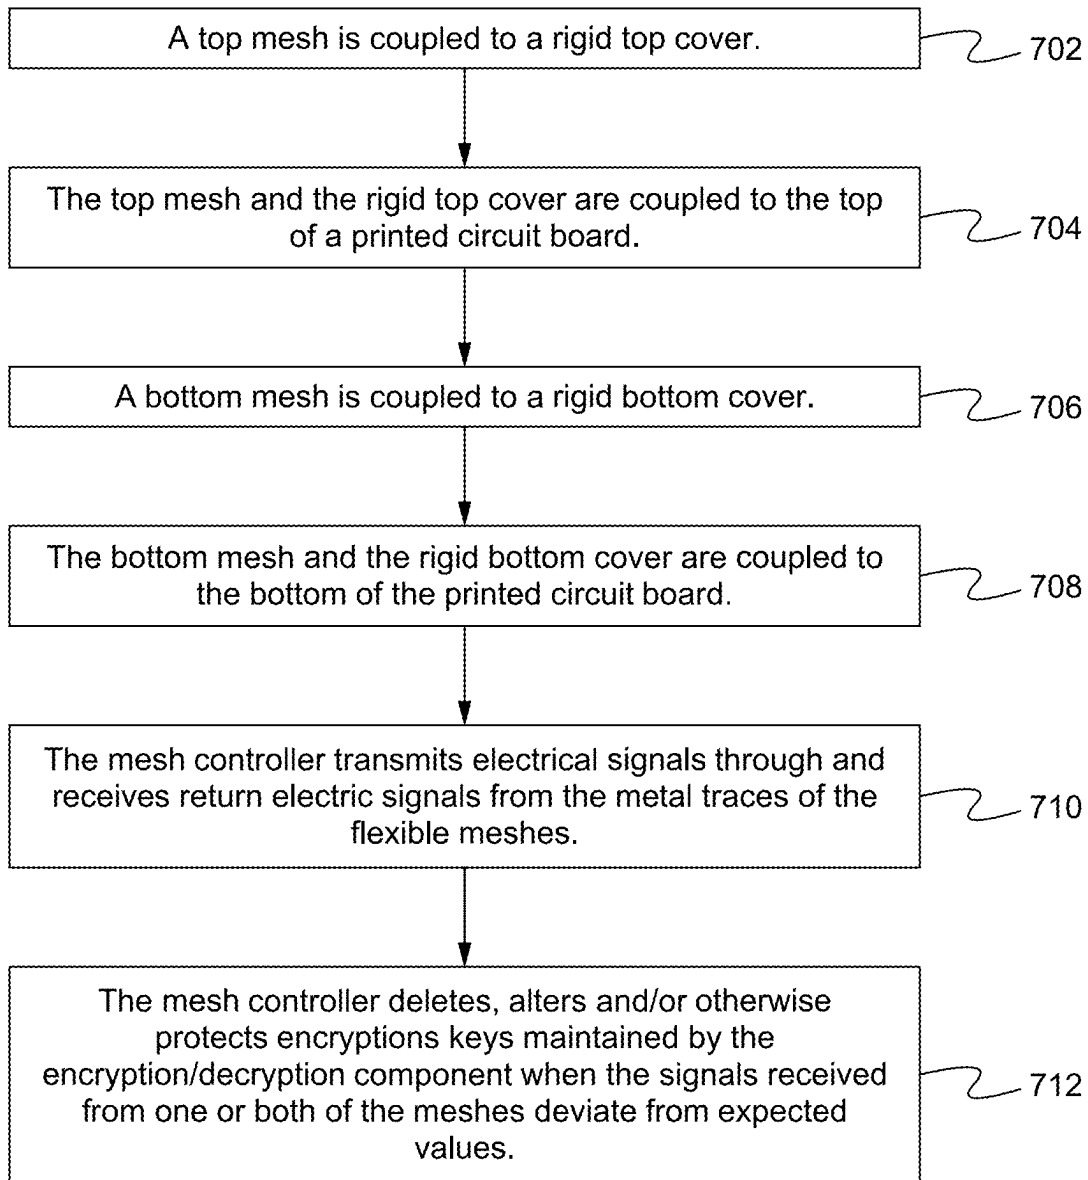 A top mesh is coupled to a rigid top cover.
702
The top mesh and the rigid top cover are coupled to the top
of a printed circuit board.
704
A bottom mesh is coupled to a rigid bottom cover.
706
The bottom mesh and the rigid bottom cover are coupled to
the bottom of the printed circuit board.
708
The mesh controller transmits electrical signals through and
receives return electric signals from the metal traces of the
flexible meshes.
710
The mesh controller deletes, alters and/or otherwise
protects encryptions keys maintained by the
encryption/decryption component when the signals received
from one or both of the meshes deviate from expected
values.
712